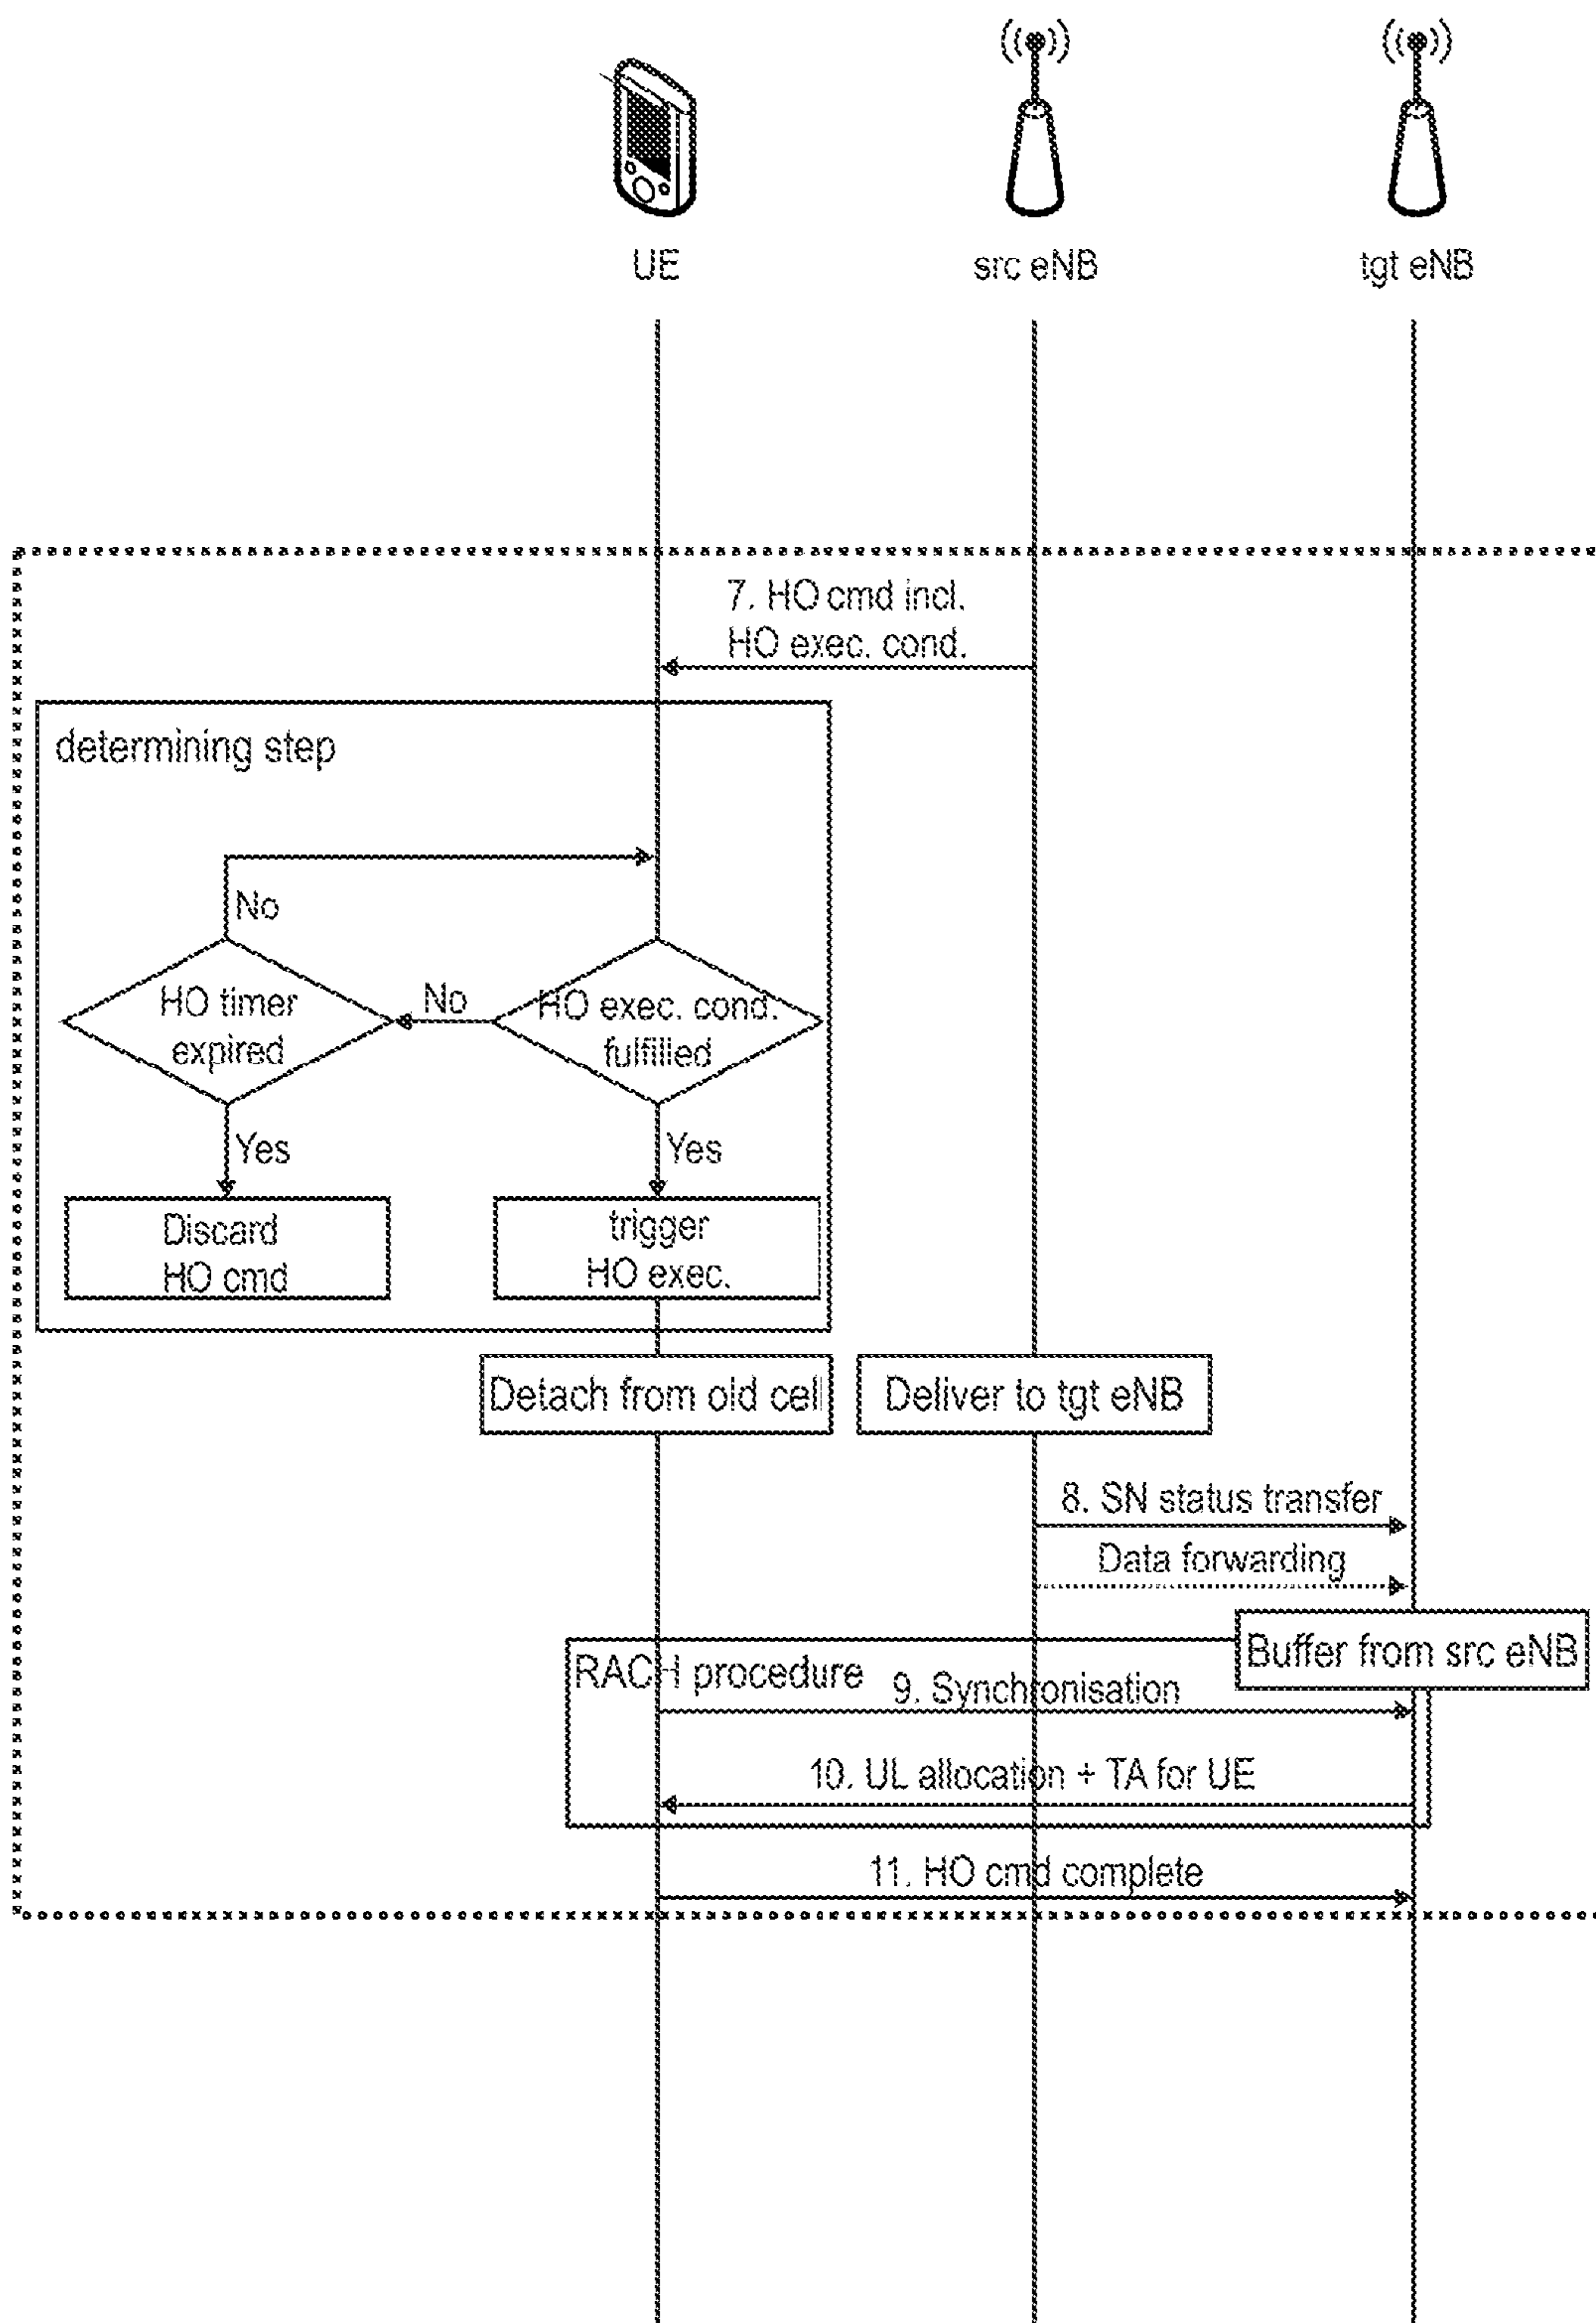 UE
src eNB
tgt eNB
7. HO cmd incl.
HO exec. cond.
determining step
No
HO timer
expired
No
HO exec. cond.
fulfilled
Yes
Yes
Discard
HO cmd
trigger
HO exec.
Detach from old cell
Deliver to tgt eNB
8. SN status transfer
Data forwarding
Buffer from src eNB
RACH procedure
9. Synchronisation
10. UL allocation + TA for UE
11. HO cmd complete